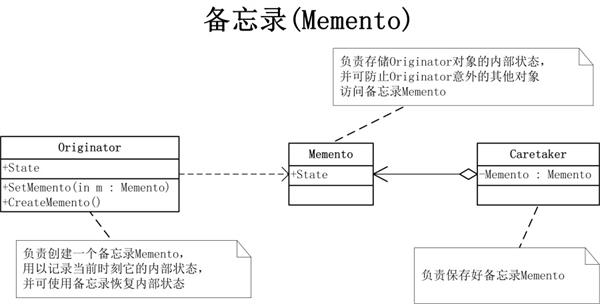 备忘录(Memento)
负责存储Originator对象的内部状态，
并可防止Originator意外的其他对象
访问备忘录Memento
Originator
+State
+SetMemento(in m : Memento)
+CreateMemento()
Memento
+State
Caretaker
-Memento : Memento
负责创建一个备忘录Memento，
用以记录当前时刻它的内部状态，
并可使用备忘录恢复内部状态
负责保存好备忘录Memento